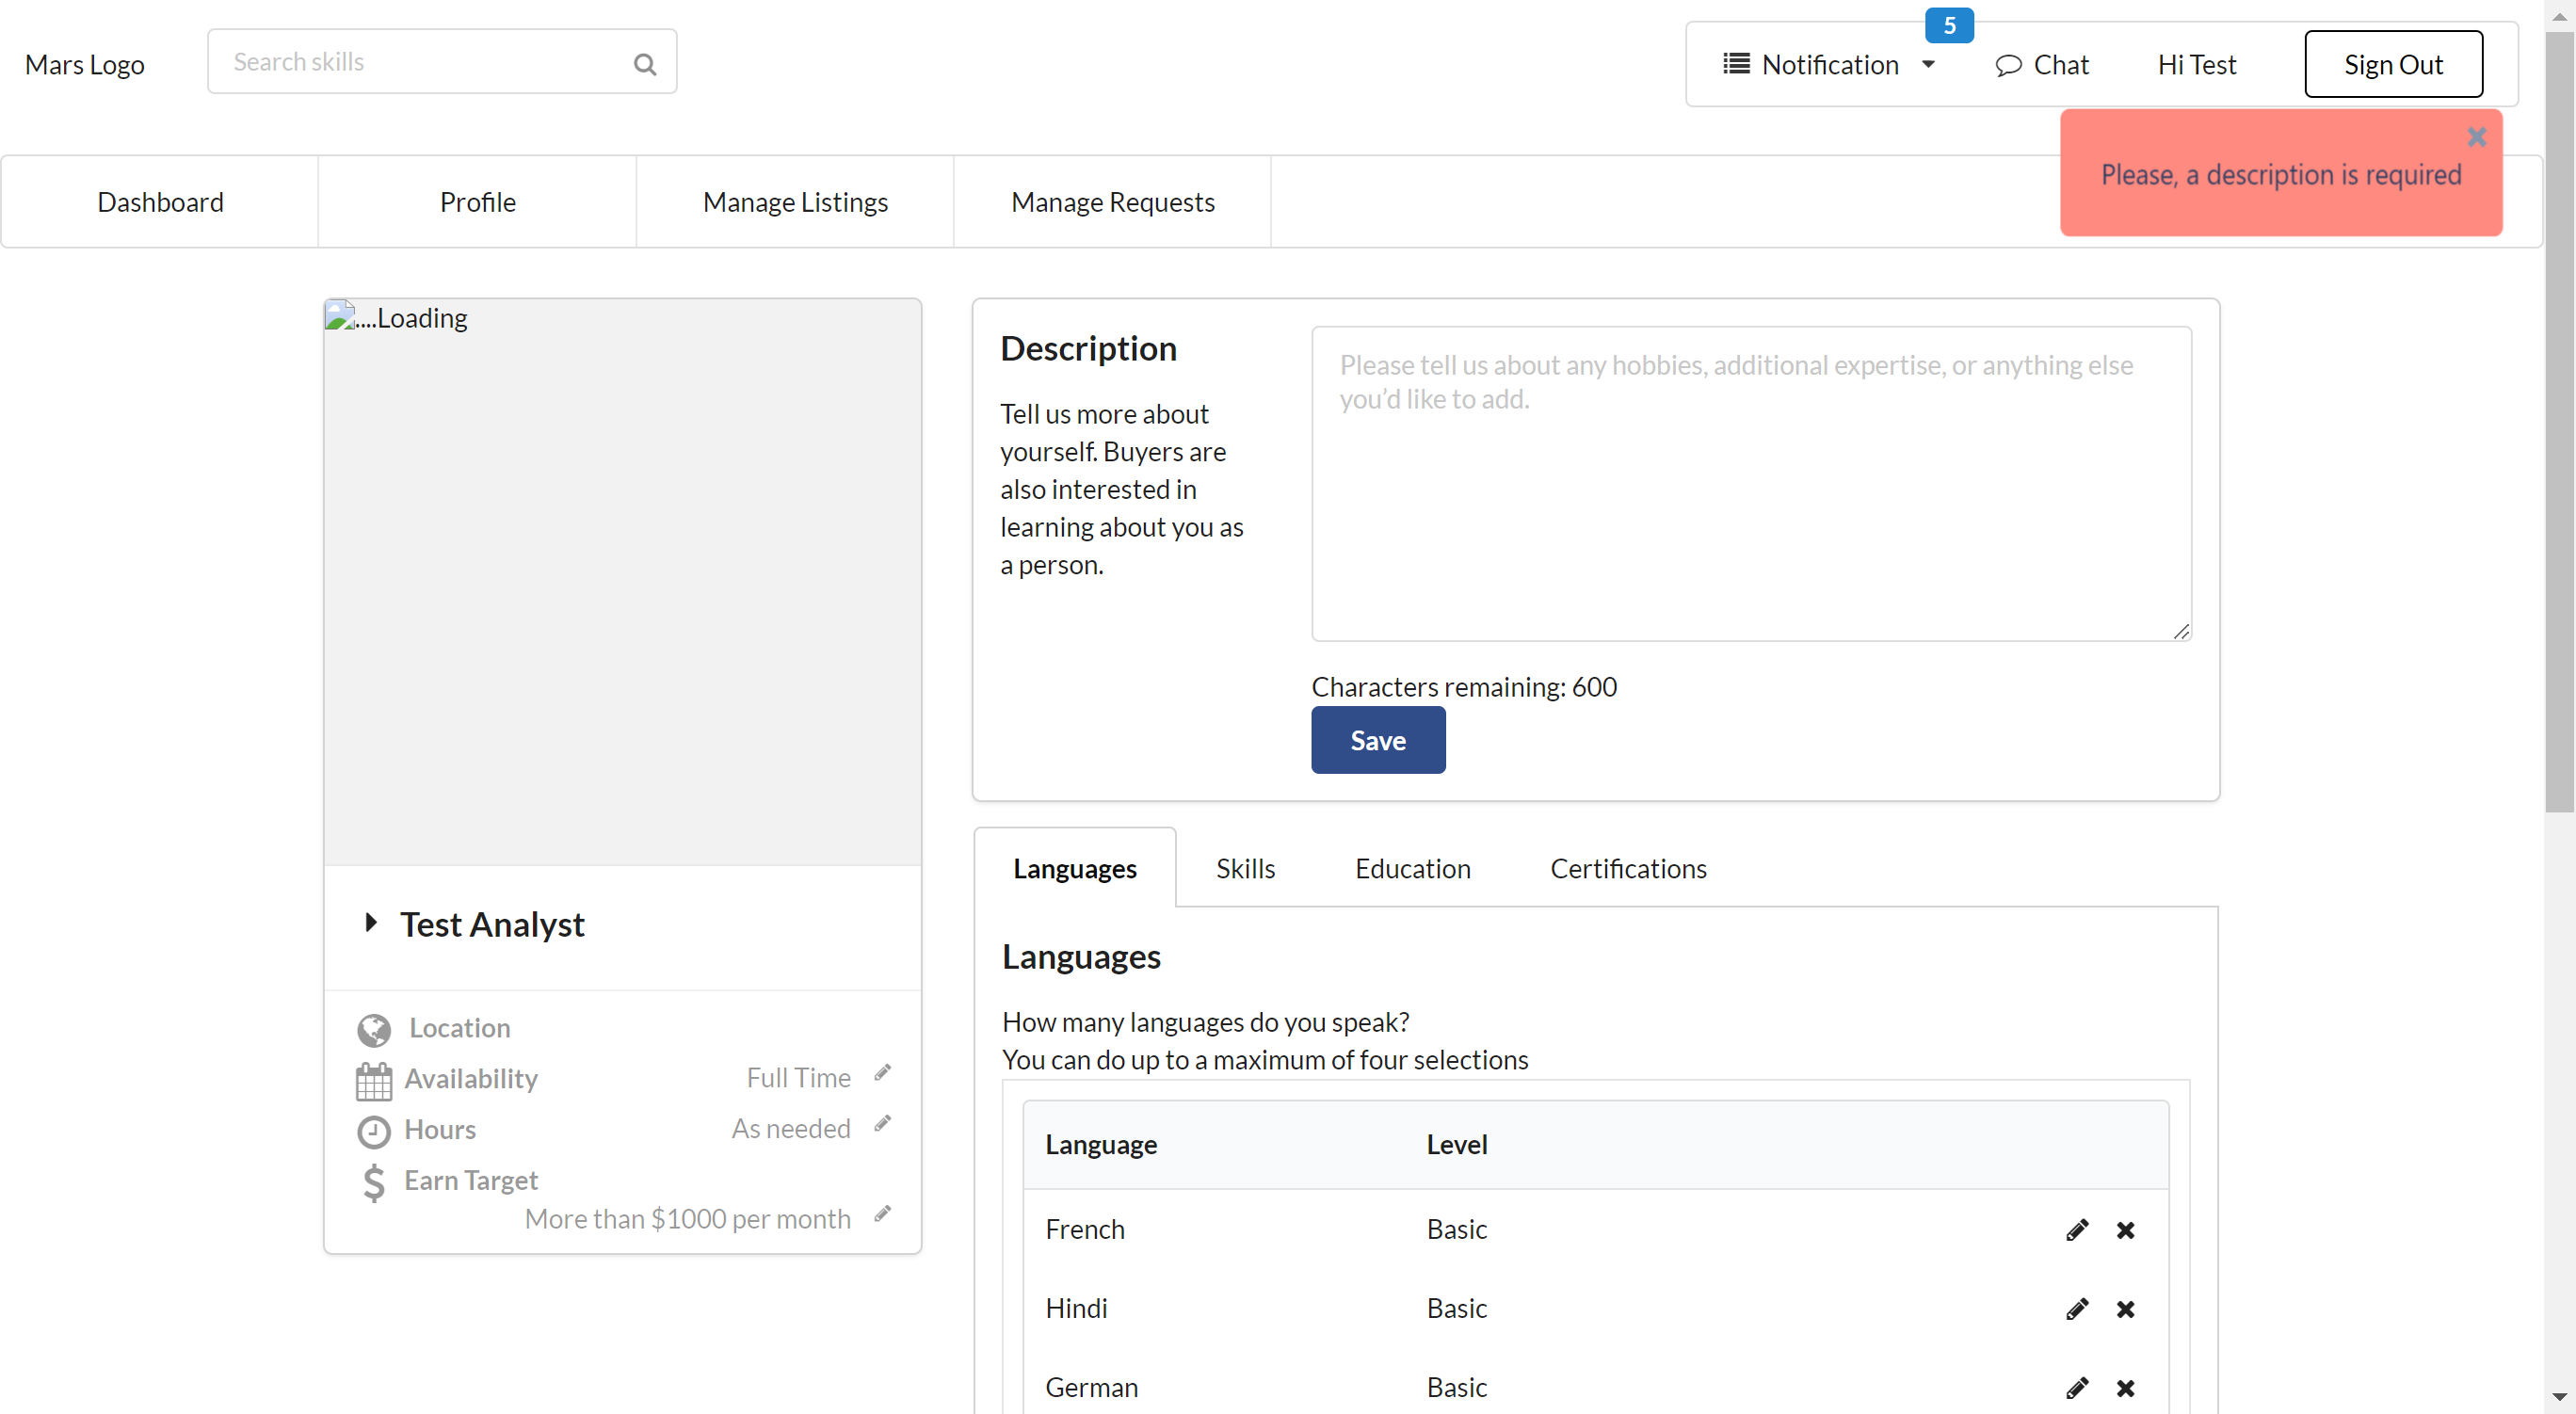 Mars Logo
Search skills
Notification
5
Chat
Hi Test
Sign Out
Please, a description is required
Dashboard
Profile
Manage Listings
Manage Requests
....Loading
Test Analyst
Location
Availability
Full Time
Hours
As needed
Earn Target
More than $1000 per month
Description
Tell us more about
yourself. Buyers are
also interested in
learning about you as
a person.
Please tell us about any hobbies, additional expertise, or anything else
you’d like to add.
Characters remaining: 600
Save
Languages
Skills
Education
Certifications
Languages
How many languages do you speak?
You can do up to a maximum of four selections
Language
Level
French
Basic
Hindi
Basic
German
Basic